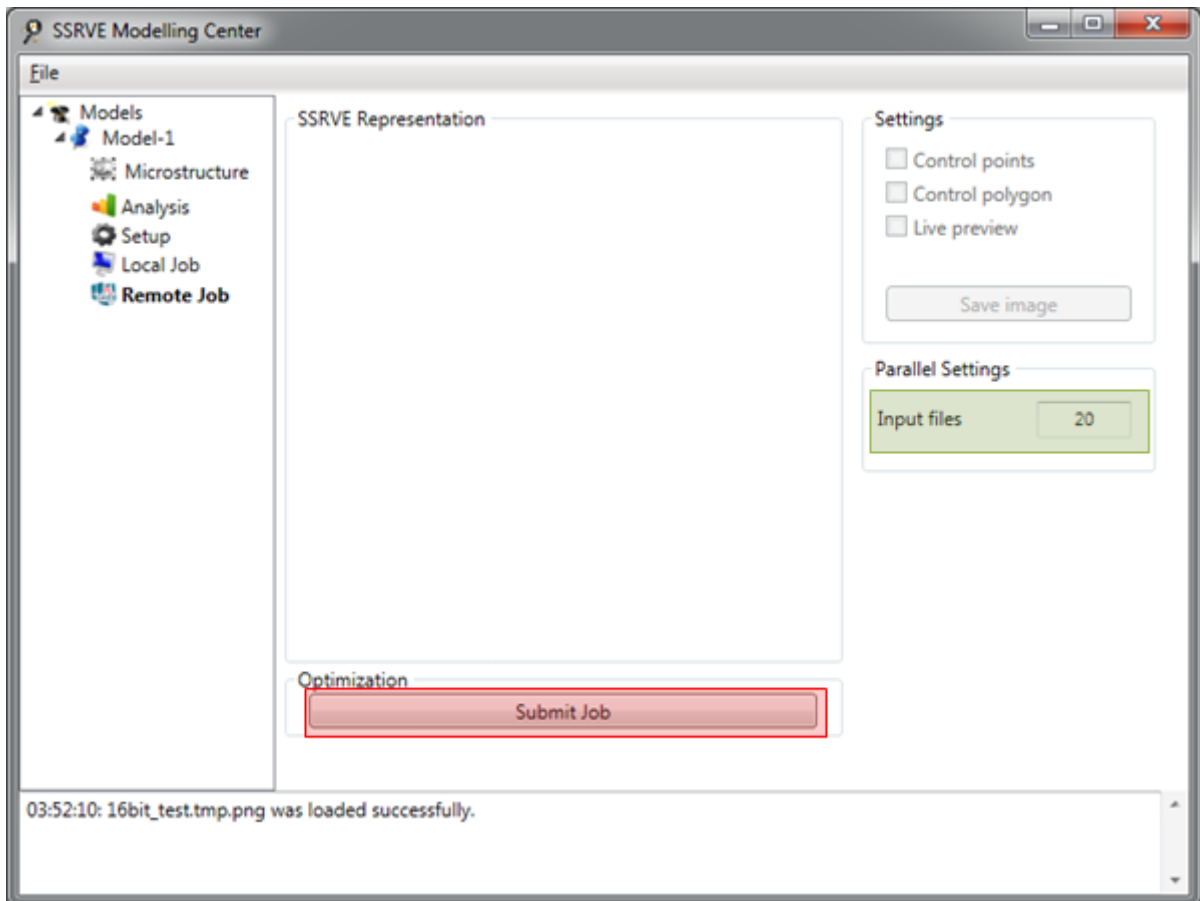 SSRVE Modelling Center
File
Models
Model-1
Microstructure
Analysis
Setup
Local Job
Remote Job
SSRVE Representation
Optimization
Submit Job
Settings
Control points
Control polygon
Live preview
Save image
Parallel Settings
Input files 20
03:52:10: 16bit_test.tmp.png was loaded successfully.